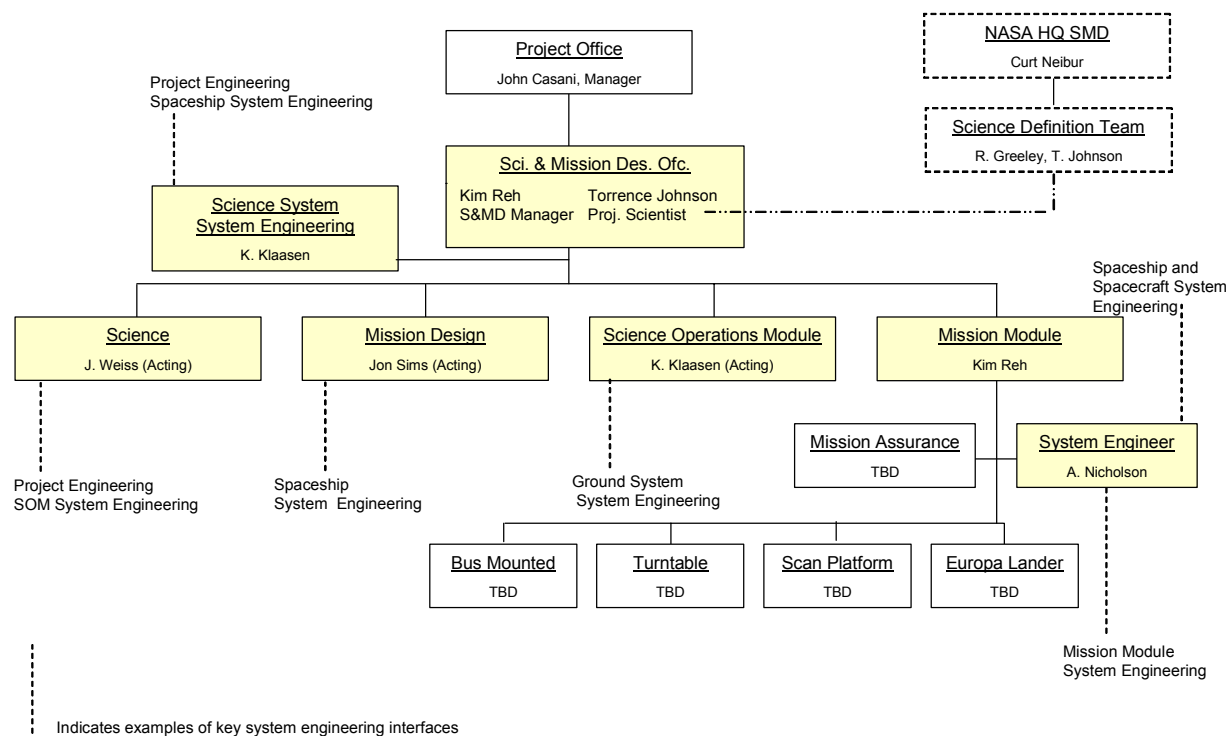 Project Office
John Casani, Manager
NASA HQ SMD
Curt Neibur
Project Engineering
Spaceship System Engineering
Science Definition Team
R. Greeley, T. Johnson
Sci. & Mission Des. Ofc.
Kim Reh Torrence Johnson
S&MD Manager Proj. Scientist
Science System
System Engineering
K. Klaasen
Spaceship and
Spacecraft System
Engineering
Science
J. Weiss (Acting)
Mission Design
Jon Sims (Acting)
Science Operations Module
K. Klaasen (Acting)
Mission Module
Kim Reh
Mission Assurance
TBD
System Engineer
A. Nicholson
Project Engineering
SOM System Engineering
Spaceship
System Engineering
Ground System
System Engineering
Bus Mounted
TBD
Turntable
TBD
Scan Platform
TBD
Europa Lander
TBD
Mission Module
System Engineering
Indicates examples of key system engineering interfaces